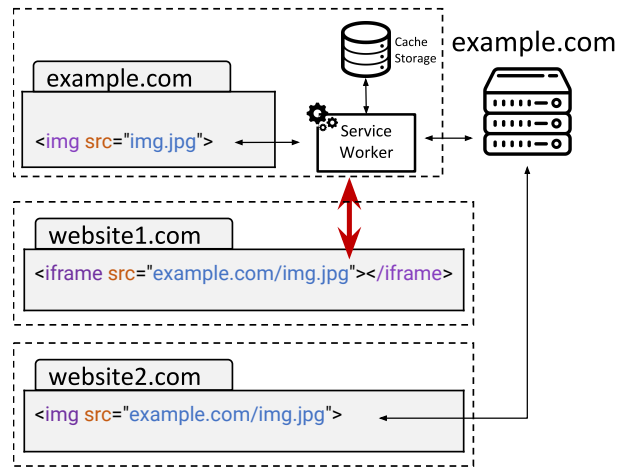 example.com
Cache
Storage
example.com
<img src="img.jpg">
Service
Worker
website1.com
<iframe src="example.com/img.jpg"></iframe>
website2.com
<img src="example.com/img.jpg">